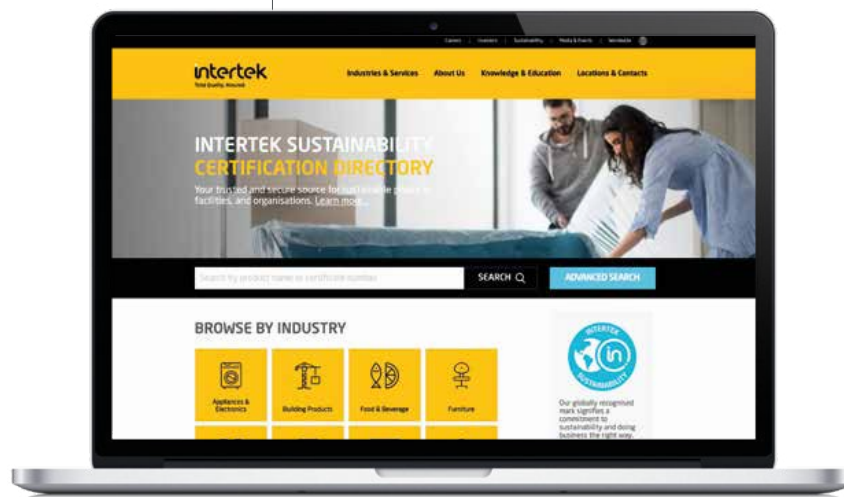 Careers | Investors | Sustainability | Media & Events | Worldwide
intertek
Total Quality. Assured.
Industries & Services About Us Knowledge & Education Locations & Contacts
INTERTEK SUSTAINABILITY
CERTIFICATION DIRECTORY
Your trusted and secure source for sustainable products,
facilities, and organisations. Learn more...
Search by product name or certificate number
SEARCH
ADVANCED SEARCH
BROWSE BY INDUSTRY
Appliances &
Electronics
Building Products
Food & Beverage
Furniture
INTERTEK
in
SUSTAINABILITY
Our globally recognised
mark signifies a
commitment to
sustainability and doing
business the right way.